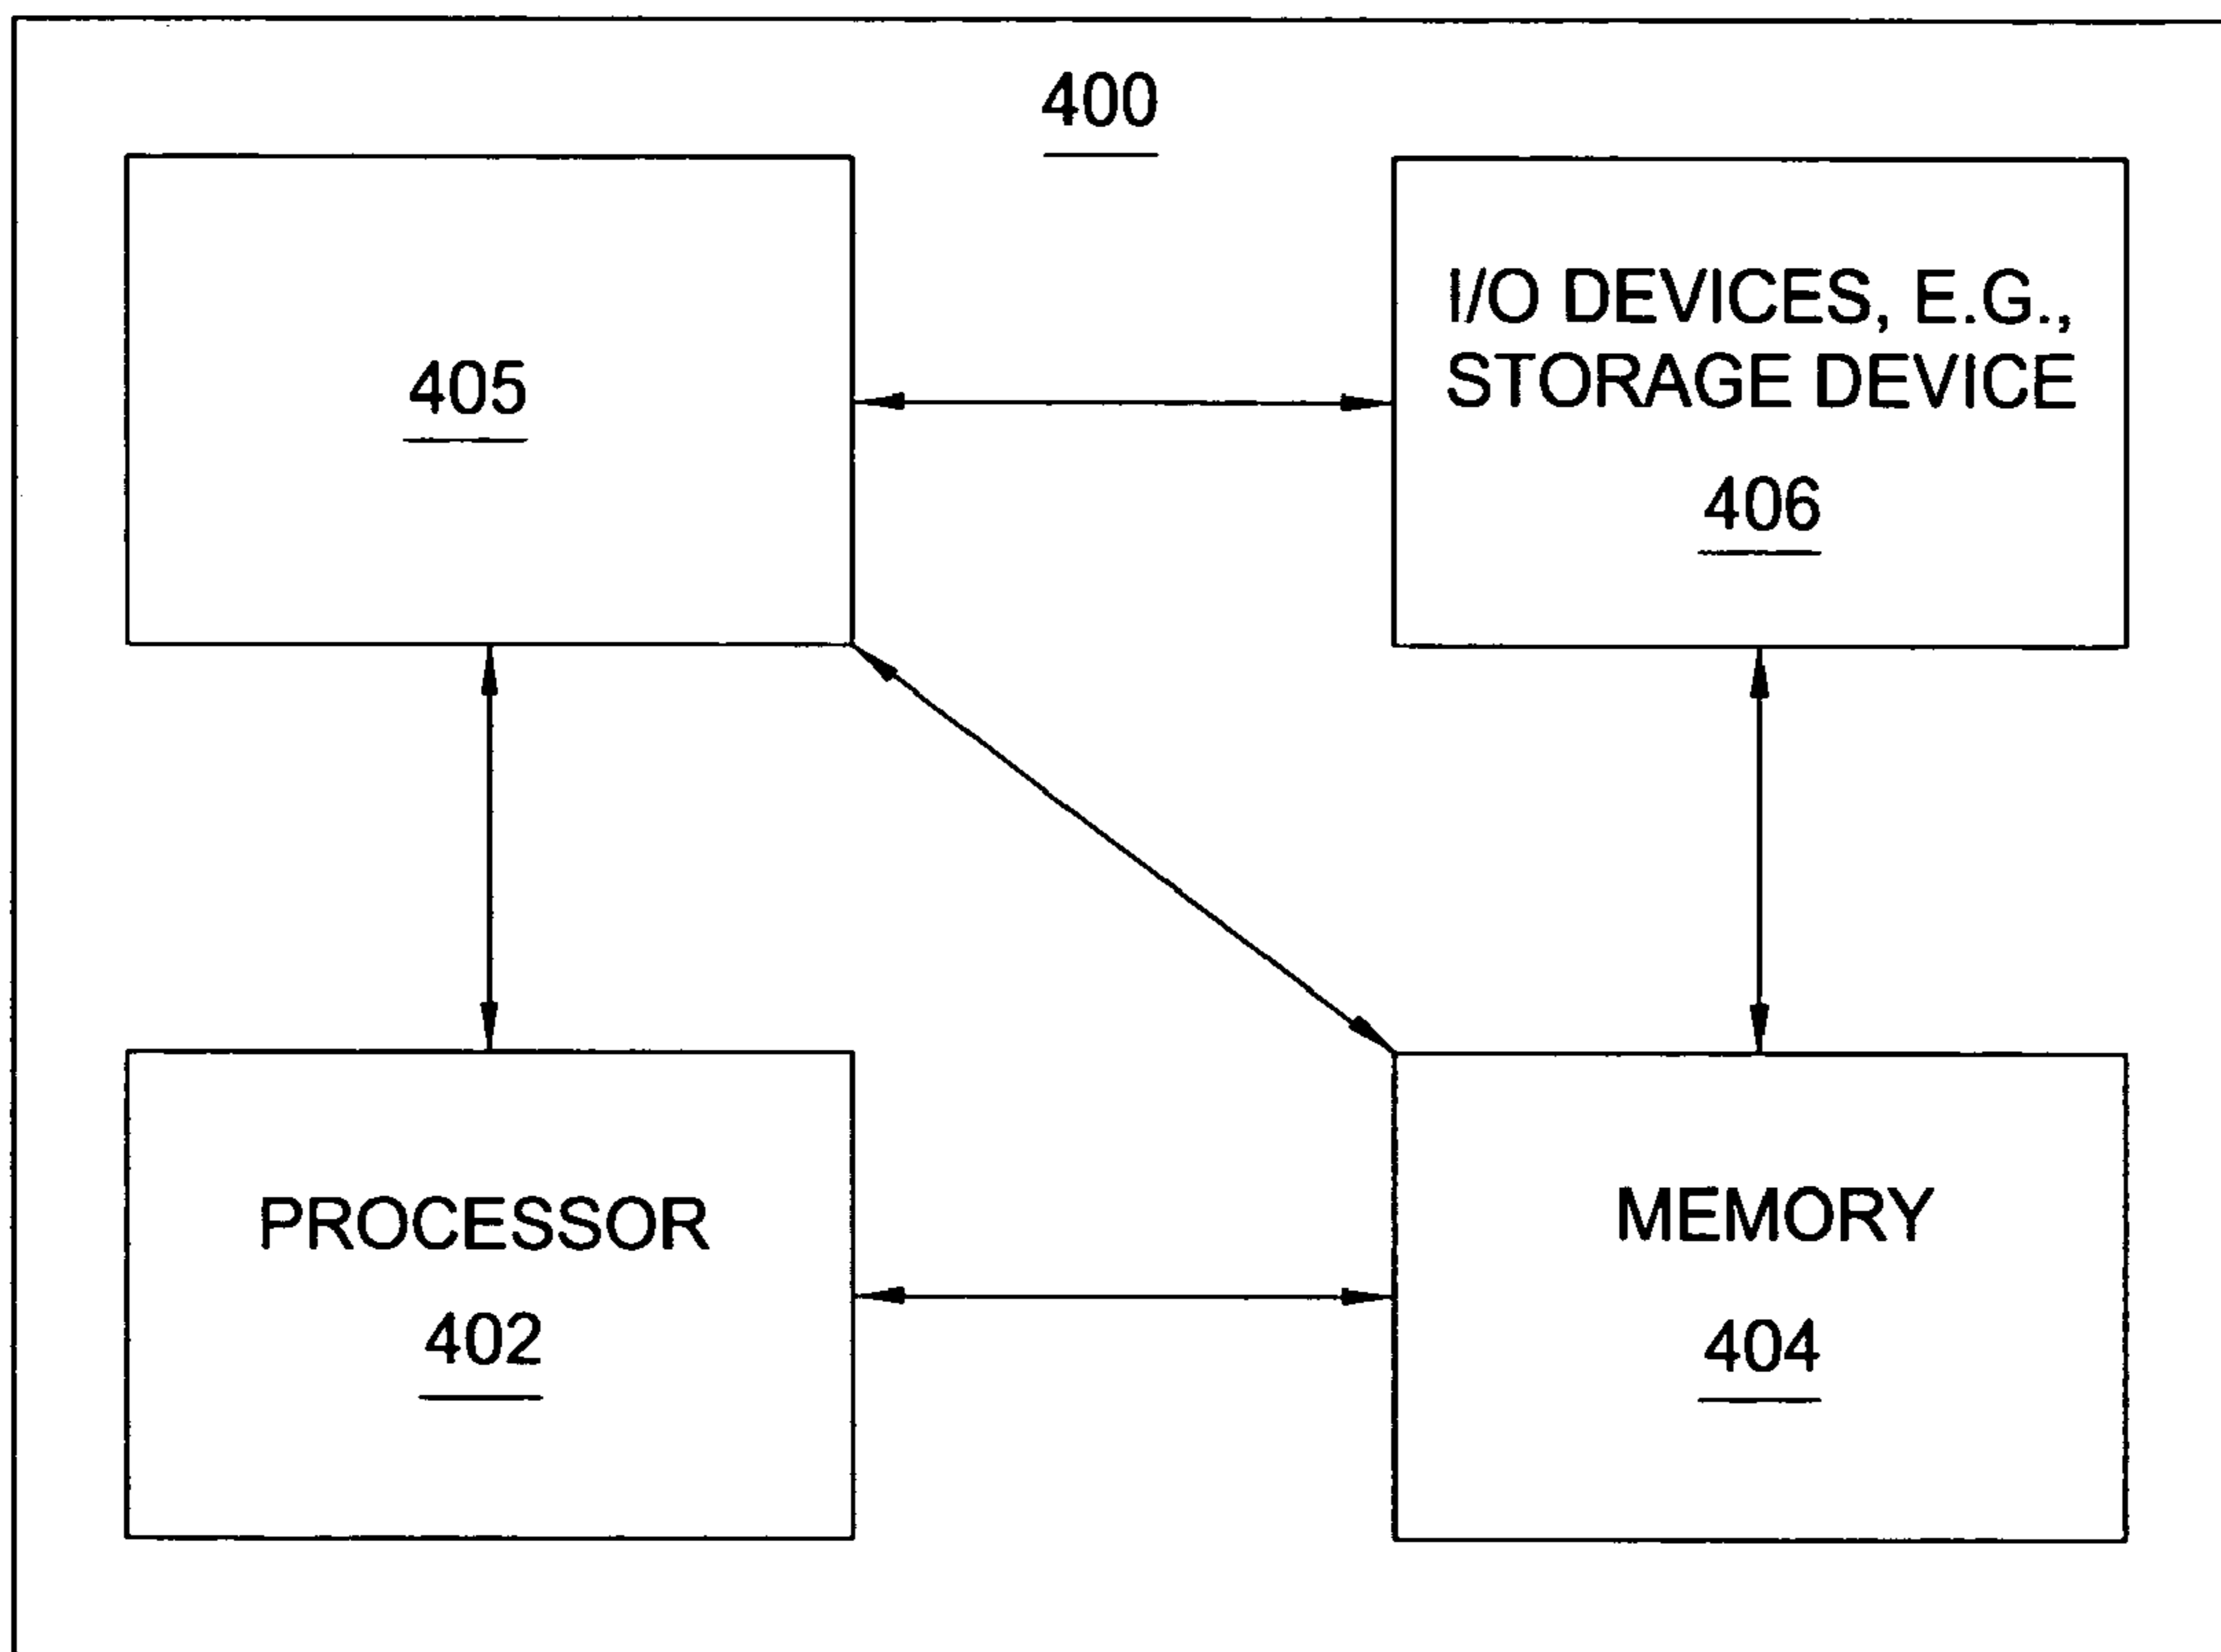 400
405
I/O DEVICES, E.G.,
STORAGE DEVICE
406
PROCESSOR
402
MEMORY
404